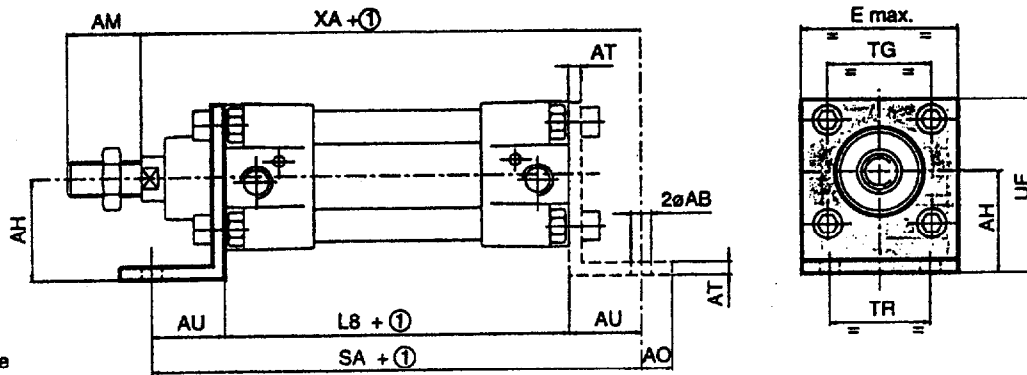 AM
XA +①
E max.
AT
TG
=
=
=
=
AH
2øAB
UF
AH
AT
AU
L8 + ①
AU
TR
=
=
SA + ①
AO
e